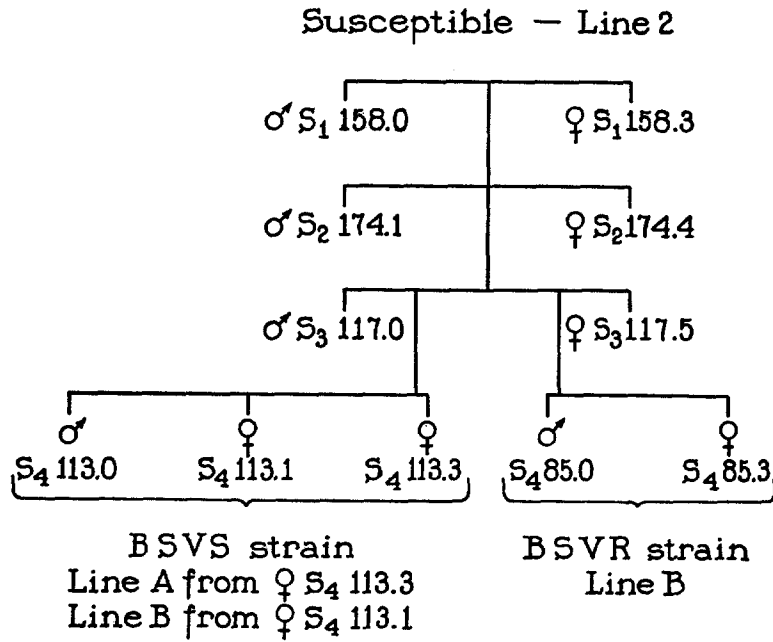 Susceptible — Line 2
♂ S₁ 158.0 ♀ S₁ 158.3
♂ S₂ 174.1 ♀ S₂ 174.4
♂ S₃ 117.0 ♀ S₃ 117.5
♂ ♀ ♀ ♂ ♀
S₄ 113.0 S₄ 113.1 S₄ 113.3 S₄ 85.0 S₄ 85.3
BSVS strain BSVR strain
Line A from ♀ S₄ 113.3 Line B
Line B from ♀ S₄ 113.1